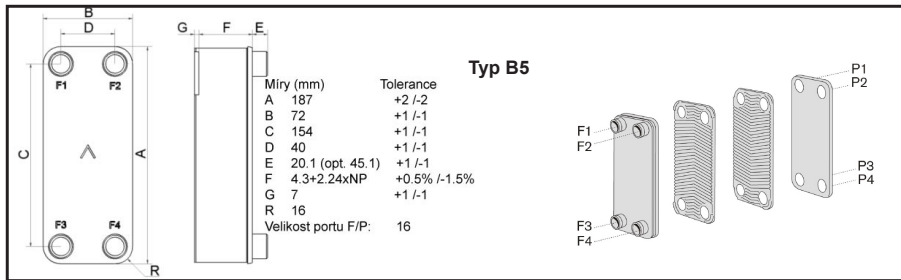 B
D
G F E
F1 F2
C
A
F3 F4
R
Typ B5
Míry (mm) Tolerance
A 187 +2 /-2
B 72 +1 /-1
C 154 +1 /-1
D 40 +1 /-1
E 20.1 (opt. 45.1) +1 /-1
F 4.3+2.24xNP +0.5% /-1.5%
G 7 +1 /-1
R 16
Velikost portu F/P: 16
P1
P2
F1
F2
P3
P4
F3
F4